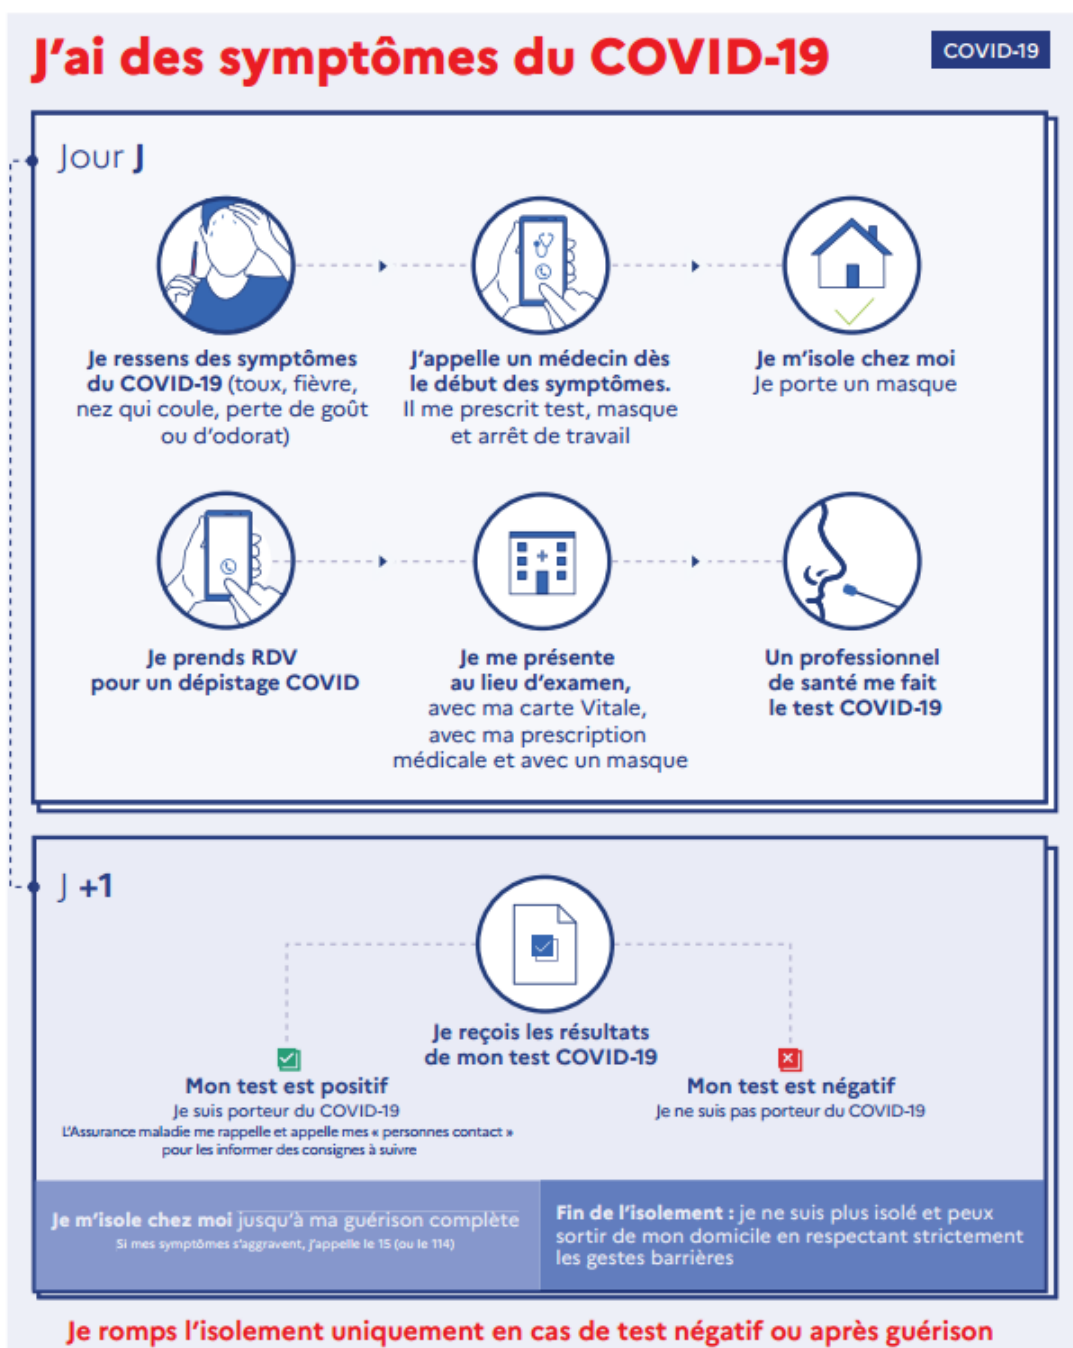 J'ai des symptômes du COVID-19
COVID-19
Jour J
Je ressens des symptômes
du COVID-19 (toux, fièvre,
nez qui coule, perte de goût
ou d'odorat)
J'appelle un médecin dès
le début des symptômes.
Il me prescrit test, masque
et arrêt de travail
Je m'isole chez moi
Je porte un masque
Je prends RDV
pour un dépistage COVID
Je me présente
au lieu d'examen,
avec ma carte Vitale,
avec ma prescription
médicale et avec un masque
Un professionnel
de santé me fait
le test COVID-19
J +1
Je reçois les résultats
de mon test COVID-19
Mon test est positif
Je suis porteur du COVID-19
L'Assurance maladie me rappelle et appelle mes « personnes contact »
pour les informer des consignes à suivre
Mon test est négatif
Je ne suis pas porteur du COVID-19
Je m'isole chez moi jusqu'à ma guérison complète
Si mes symptômes s'aggravent, j'appelle le 15 (ou le 114)
Fin de l'isolement : je ne suis plus isolé et peux
sortir de mon domicile en respectant strictement
les gestes barrières
Je romps l'isolement uniquement en cas de test négatif ou après guérison